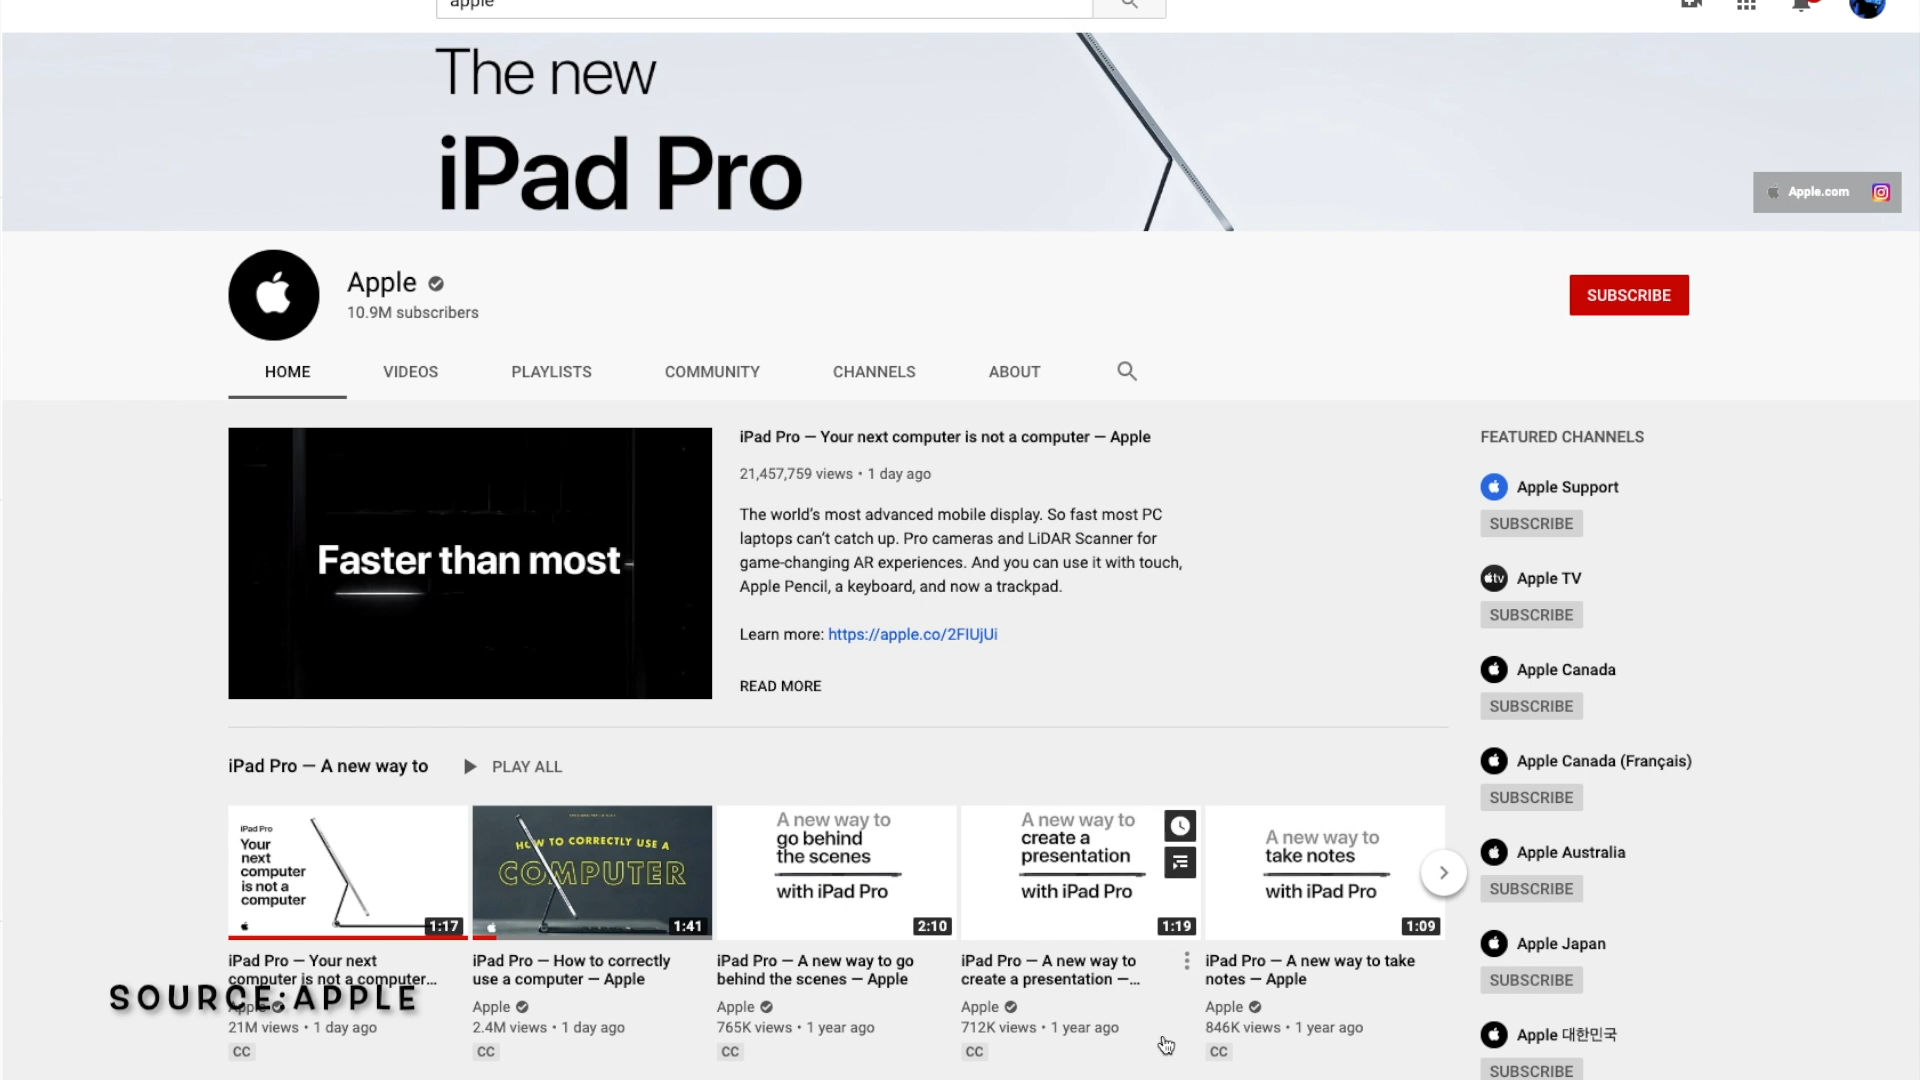 apple
The new
iPad Pro
Apple.com
Apple
10.9M subscribers
SUBSCRIBE
HOME
VIDEOS
PLAYLISTS
COMMUNITY
CHANNELS
ABOUT
Faster than most
iPad Pro — Your next computer is not a computer — Apple
21,457,759 views • 1 day ago
The world's most advanced mobile display. So fast most PC
laptops can't catch up. Pro cameras and LiDAR Scanner for
game-changing AR experiences. And you can use it with touch,
Apple Pencil, a keyboard, and now a trackpad.
Learn more: https://apple.co/2FIUjUi
READ MORE
FEATURED CHANNELS
Apple Support
SUBSCRIBE
tv
Apple TV
SUBSCRIBE
Apple Canada
SUBSCRIBE
Apple Canada (Français)
SUBSCRIBE
Apple Australia
SUBSCRIBE
Apple Japan
SUBSCRIBE
Apple 대한민국
SUBSCRIBE
iPad Pro — A new way to
PLAY ALL
iPad Pro
Your
next
computer
is not a
computer
1:17
iPad Pro — Your next
computer is not a computer...
Apple
21M views • 1 day ago
CC
HOW TO CORRECTLY USE A
COMPUTER
1:41
iPad Pro — How to correctly
use a computer — Apple
Apple
2.4M views • 1 day ago
CC
A new way to
go behind
the scenes
with iPad Pro
2:10
iPad Pro — A new way to go
behind the scenes — Apple
Apple
765K views • 1 year ago
CC
A new way to
create a
presentation
with iPad Pro
1:19
iPad Pro — A new way to
create a presentation —...
Apple
712K views • 1 year ago
CC
A new way to
take notes
with iPad Pro
1:09
iPad Pro — A new way to take
notes — Apple
Apple
846K views • 1 year ago
CC
SOURCE:APPLE